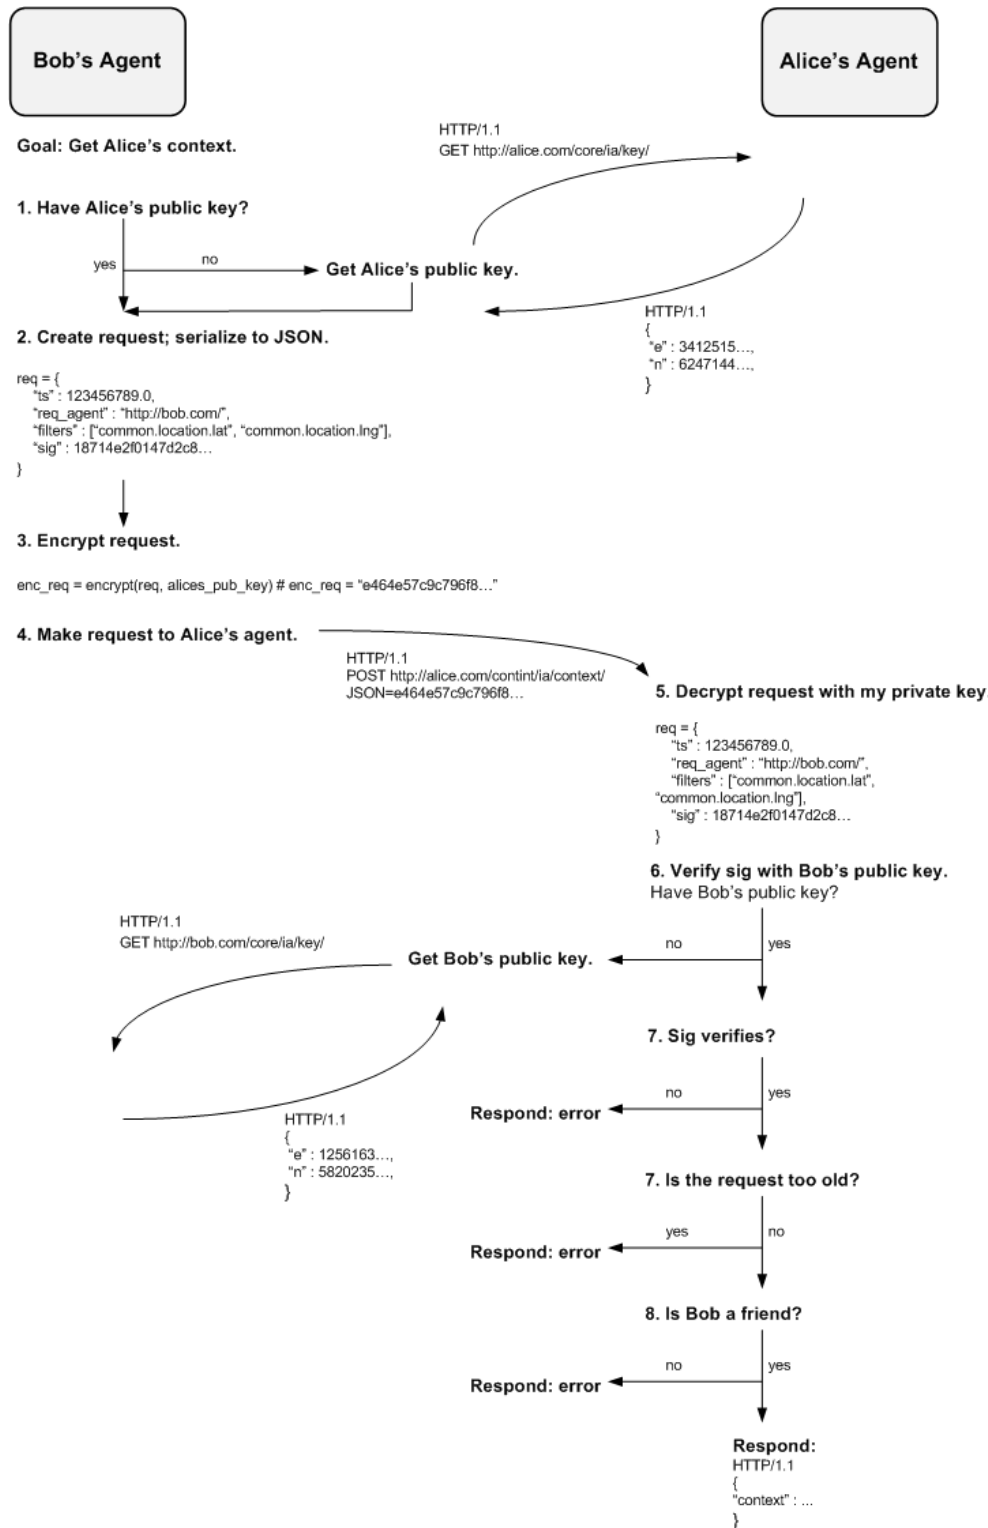 Bob's Agent
Alice's Agent
Goal: Get Alice's context.
HTTP/1.1
GET http://alice.com/core/ia/key/
1. Have Alice's public key?
yes
no
Get Alice's public key.
HTTP/1.1
{
“e” : 3412515...,
“n” : 6247144...,
}
2. Create request; serialize to JSON.
req = {
“ts” : 123456789.0,
“req_agent” : “http://bob.com/”,
“filters” : [“common.location.lat”, “common.location.lng”],
“sig” : 18714e2f0147d2c8...
}
3. Encrypt request.
enc_req = encrypt(req, alices_pub_key) # enc_req = “e464e57c9c796f8...”
4. Make request to Alice's agent.
HTTP/1.1
POST http://alice.com/contint/ia/context/
JSON=e464e57c9c796f8...
5. Decrypt request with my private key
req = {
“ts” : 123456789.0,
“req_agent” : “http://bob.com/”,
“filters” : [“common.location.lat”,
“common.location.lng”],
“sig” : 18714e2f0147d2c8...
}
6. Verify sig with Bob's public key.
Have Bob's public key?
no
yes
Get Bob's public key.
HTTP/1.1
GET http://bob.com/core/ia/key/
HTTP/1.1
{
“e” : 1256163...,
“n” : 5820235...,
}
7. Sig verifies?
no
yes
Respond: error
7. Is the request too old?
yes
no
Respond: error
8. Is Bob a friend?
no
yes
Respond: error
Respond:
HTTP/1.1
{
“context” : ...
}